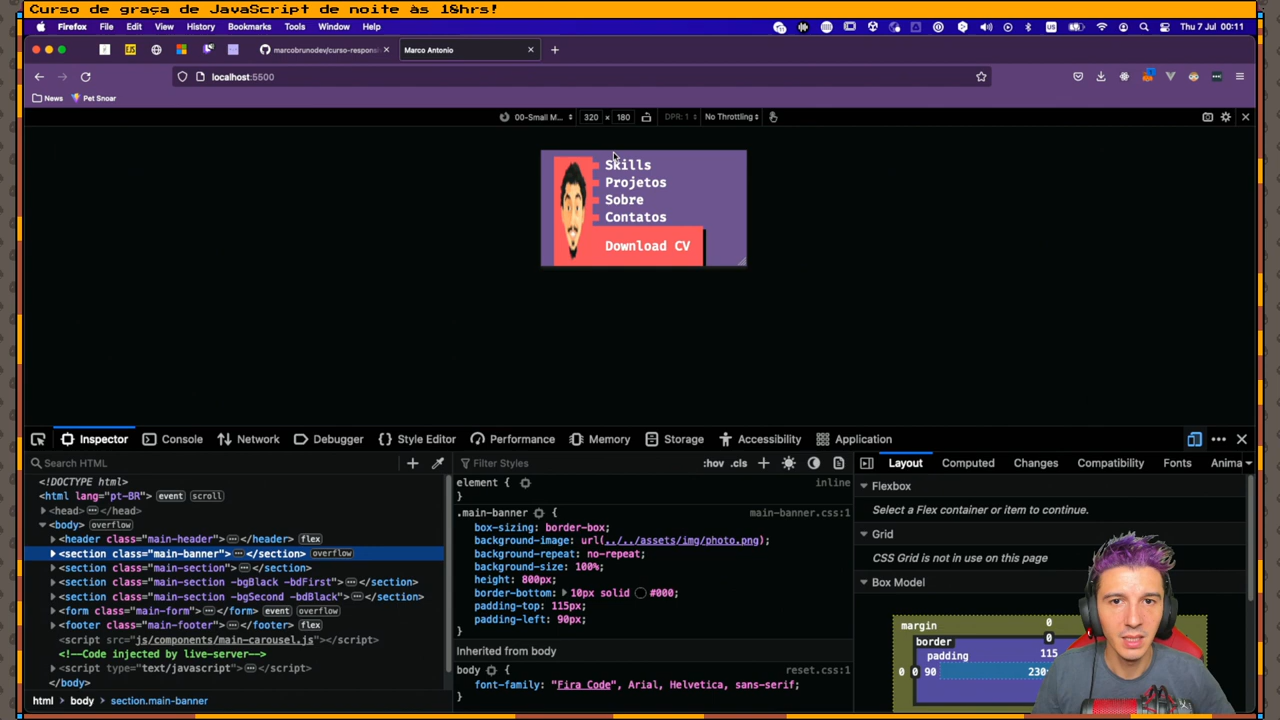 Curso de graça de JavaScript de noite às 10hrs!
Firefox File Edit View History Bookmarks Tools Window Help
Thu 7 Jul 00:11
marcobrunodev/curso-respons
Marco Antonio
localhost:5500
News Pet Snoar
00-Small M... 320 × 180 DPR: 1 No Throttling
Skills
Projetos
Sobre
Contatos
Download CV
Inspector Console Network Debugger Style Editor Performance Memory Storage Accessibility Application
Search HTML
<!DOCTYPE html>
<html lang="pt-BR"> event scroll
<head> </head>
<body> overflow
<header class="main-header"> </header> flex
<section class="main-banner"> </section> overflow
<section class="main-section"> </section>
<section class="main-section -bgBlack -bdFirst"> </section>
<section class="main-section -bgSecond -bdBlack"> </section>
<form class="main-form"> </form> event overflow
<footer class="main-footer"> </footer> flex
<script src="js/components/main-carousel.js"></script>
<!--Code injected by live-server-->
<script type="text/javascript"> </script>
</body>
html body section.main-banner
Filter Styles :hov .cls
element { inline
}
.main-banner { main-banner.css:1
box-sizing: border-box;
background-image: url(../../assets/img/photo.png);
background-repeat: no-repeat;
background-size: 100%;
height: 800px;
border-bottom: 10px solid #000;
padding-top: 115px;
padding-left: 90px;
}
Inherited from body
body { reset.css:1
font-family: "Fira Code", Arial, Helvetica, sans-serif;
}
Layout Computed Changes Compatibility Fonts Anima
Flexbox
Select a Flex container or item to continue.
Grid
CSS Grid is not in use on this page
Box Model
margin 0
border 0
padding 115
0 0 90 230